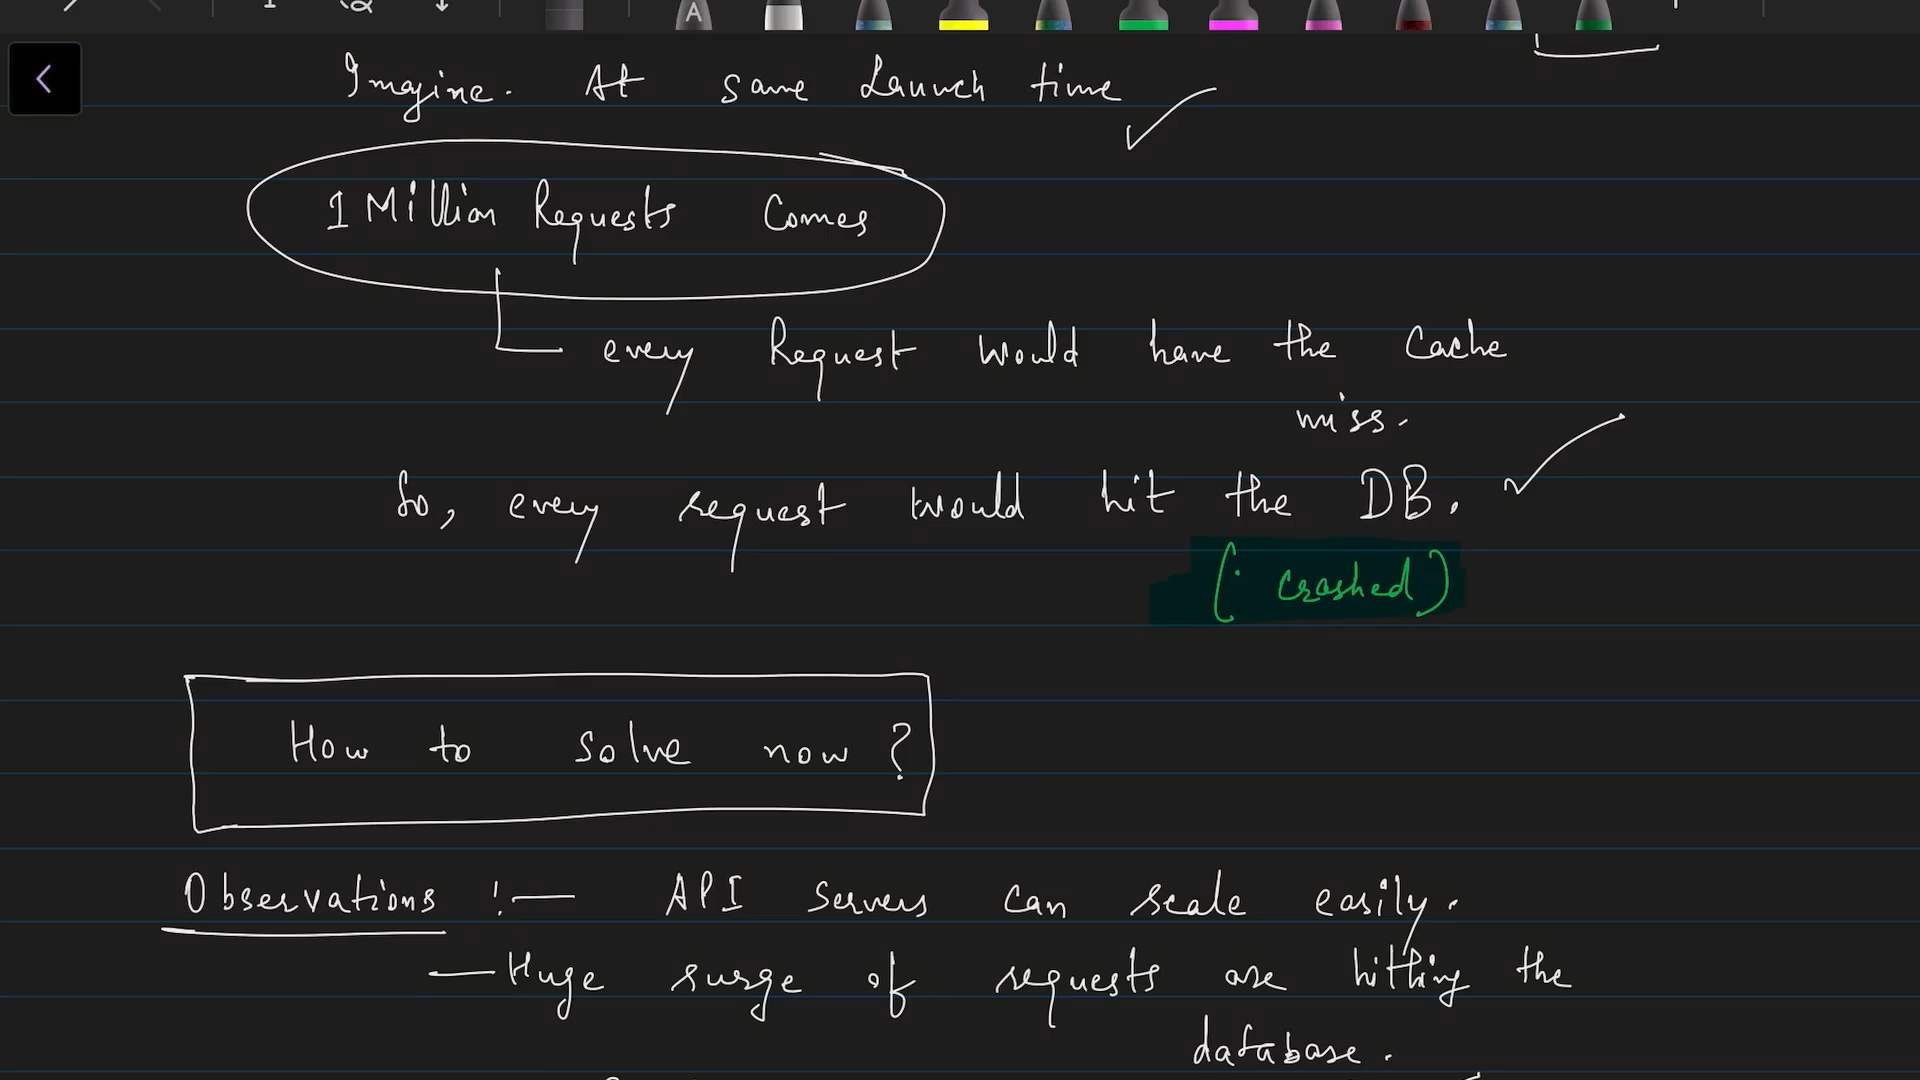 A
Imagine. At same Launch time
1 Million Requests Comes
every Request would have the Cache
miss.
So, every request would hit the DB.
(: crashed)
How to solve now ?
Observations :— API servers can scale easily.
— Huge surge of requests are hitting the
database.